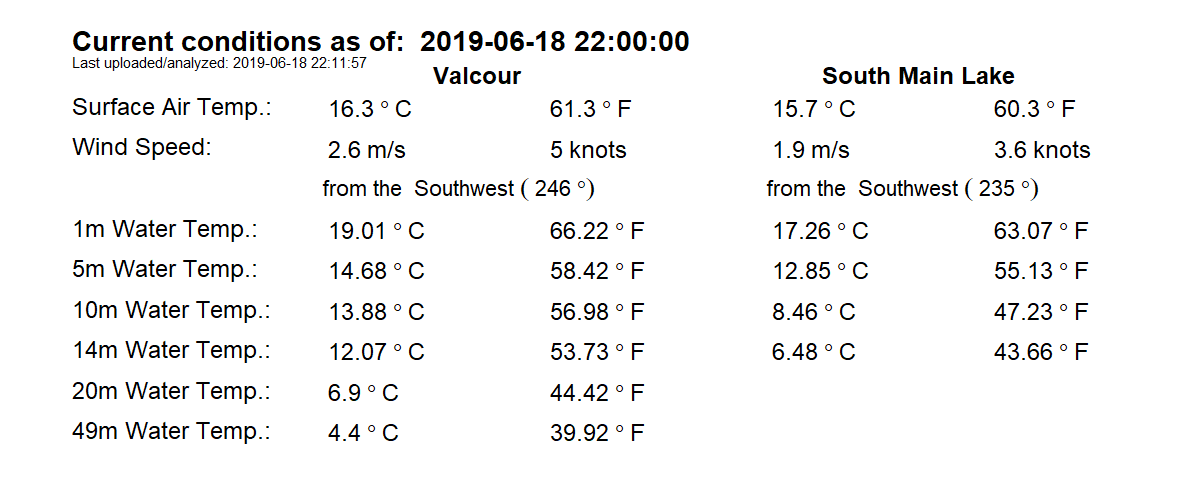 Current conditions as of: 2019-06-18 22:00:00
Last uploaded/analyzed: 2019-06-18 22:11:57
Valcour South Main Lake
Surface Air Temp.: 16.3 ° C 61.3 ° F 15.7 ° C 60.3 ° F
Wind Speed: 2.6 m/s 5 knots 1.9 m/s 3.6 knots
from the Southwest ( 246 °) from the Southwest ( 235 °)
1m Water Temp.: 19.01 ° C 66.22 ° F 17.26 ° C 63.07 ° F
5m Water Temp.: 14.68 ° C 58.42 ° F 12.85 ° C 55.13 ° F
10m Water Temp.: 13.88 ° C 56.98 ° F 8.46 ° C 47.23 ° F
14m Water Temp.: 12.07 ° C 53.73 ° F 6.48 ° C 43.66 ° F
20m Water Temp.: 6.9 ° C 44.42 ° F
49m Water Temp.: 4.4 ° C 39.92 ° F